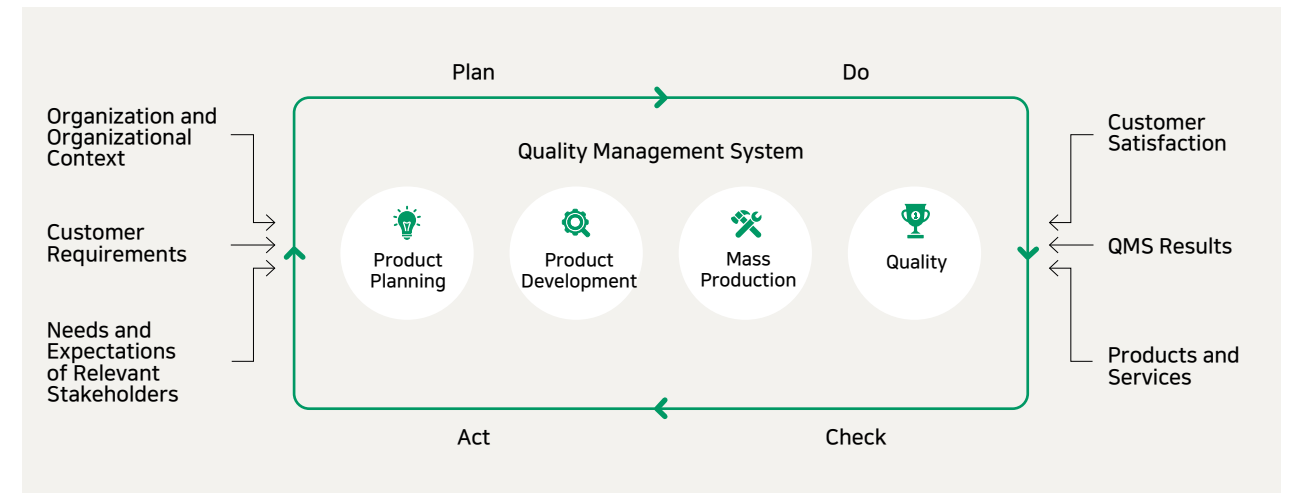 Plan
Do
Organization and
Organizational
Context
Customer
Requirements
Needs and
Expectations
of Relevant
Stakeholders
Quality Management System
Product
Planning
Product
Development
Mass
Production
1
Quality
Customer
Satisfaction
QMS Results
Products and
Services
Act
Check